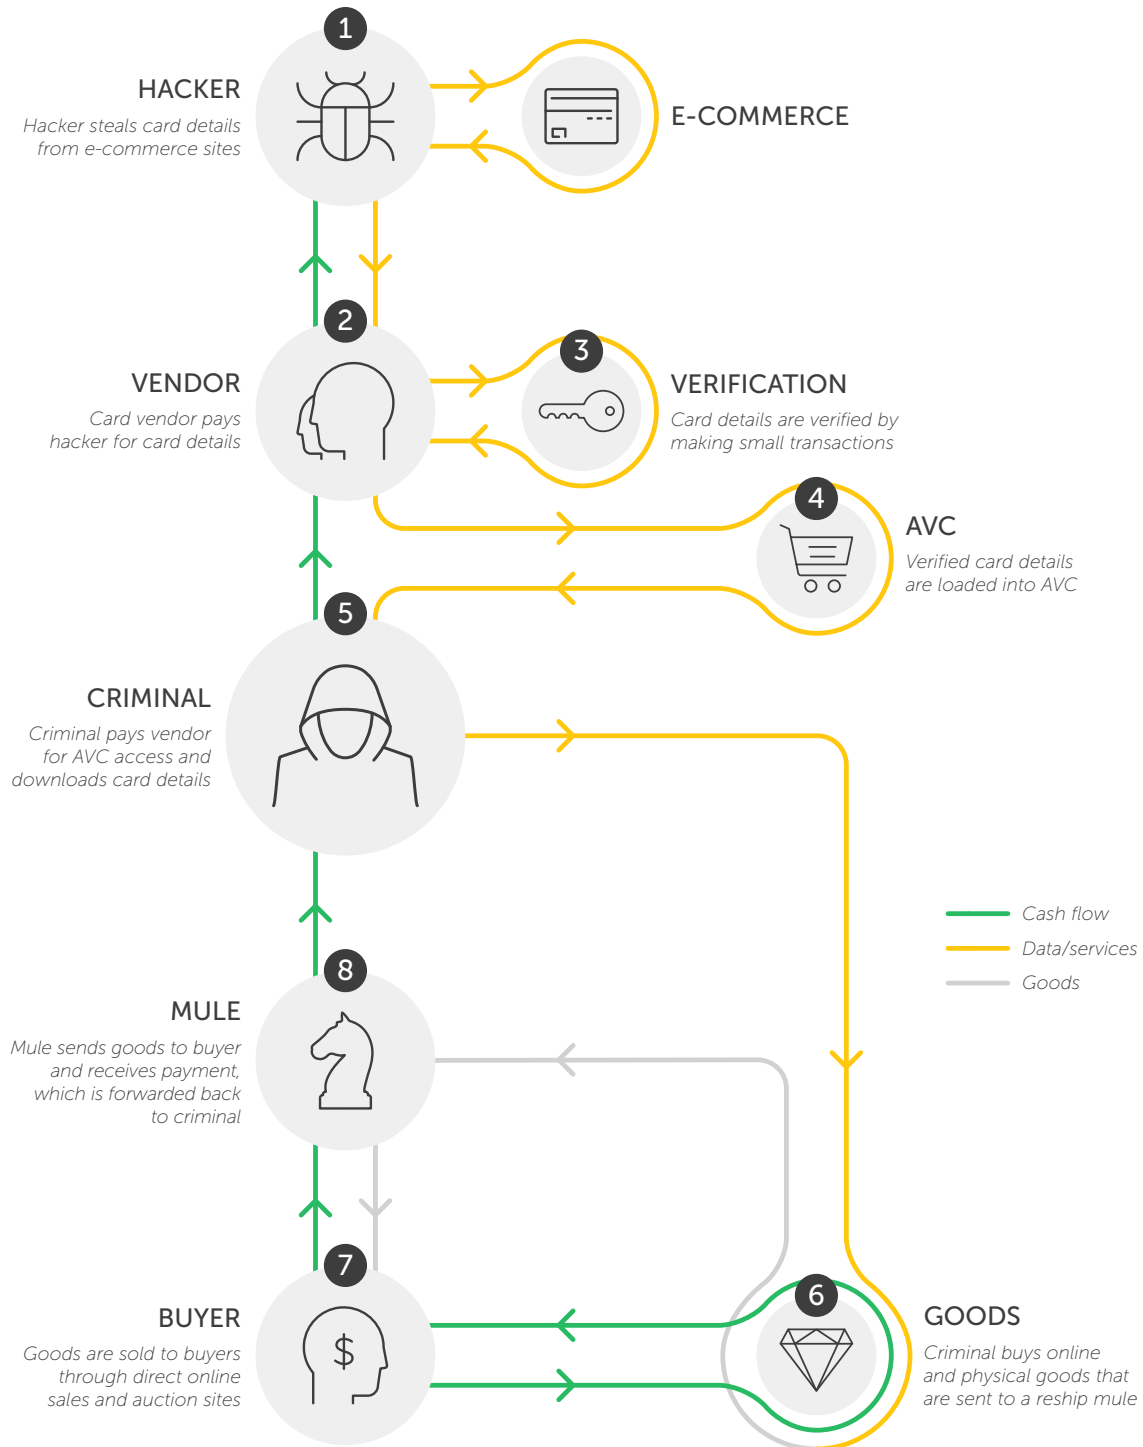 1
HACKER
Hacker steals card details
from e-commerce sites
E-COMMERCE
2
VENDOR
Card vendor pays
hacker for card details
3
VERIFICATION
Card details are verified by
making small transactions
4
AVC
Verified card details
are loaded into AVC
5
CRIMINAL
Criminal pays vendor
for AVC access and
downloads card details
Cash flow
Data/services
Goods
8
MULE
Mule sends goods to buyer
and receives payment,
which is forwarded back
to criminal
7
BUYER
Goods are sold to buyers
through direct online
sales and auction sites
$
6
GOODS
Criminal buys online
and physical goods that
are sent to a reship mule